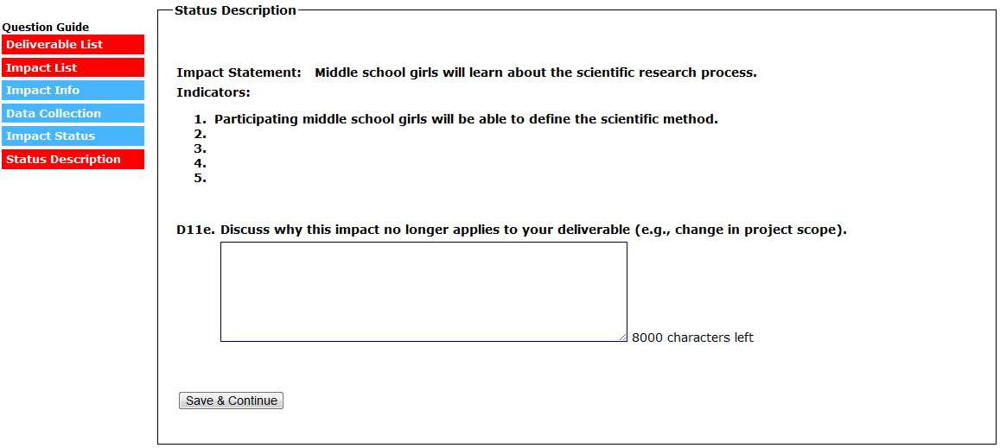 Status Description
Question Guide
Deliverable List
Impact List
Impact Info
Data Collection
Impact Status
Status Description
Impact Statement: Middle school girls will learn about the scientific research process.
Indicators:
1. Participating middle school girls will be able to define the scientific method.
2.
3.
4.
5.
D11e. Discuss why this impact no longer applies to your deliverable (e.g., change in project scope).
8000 characters left
Save & Continue